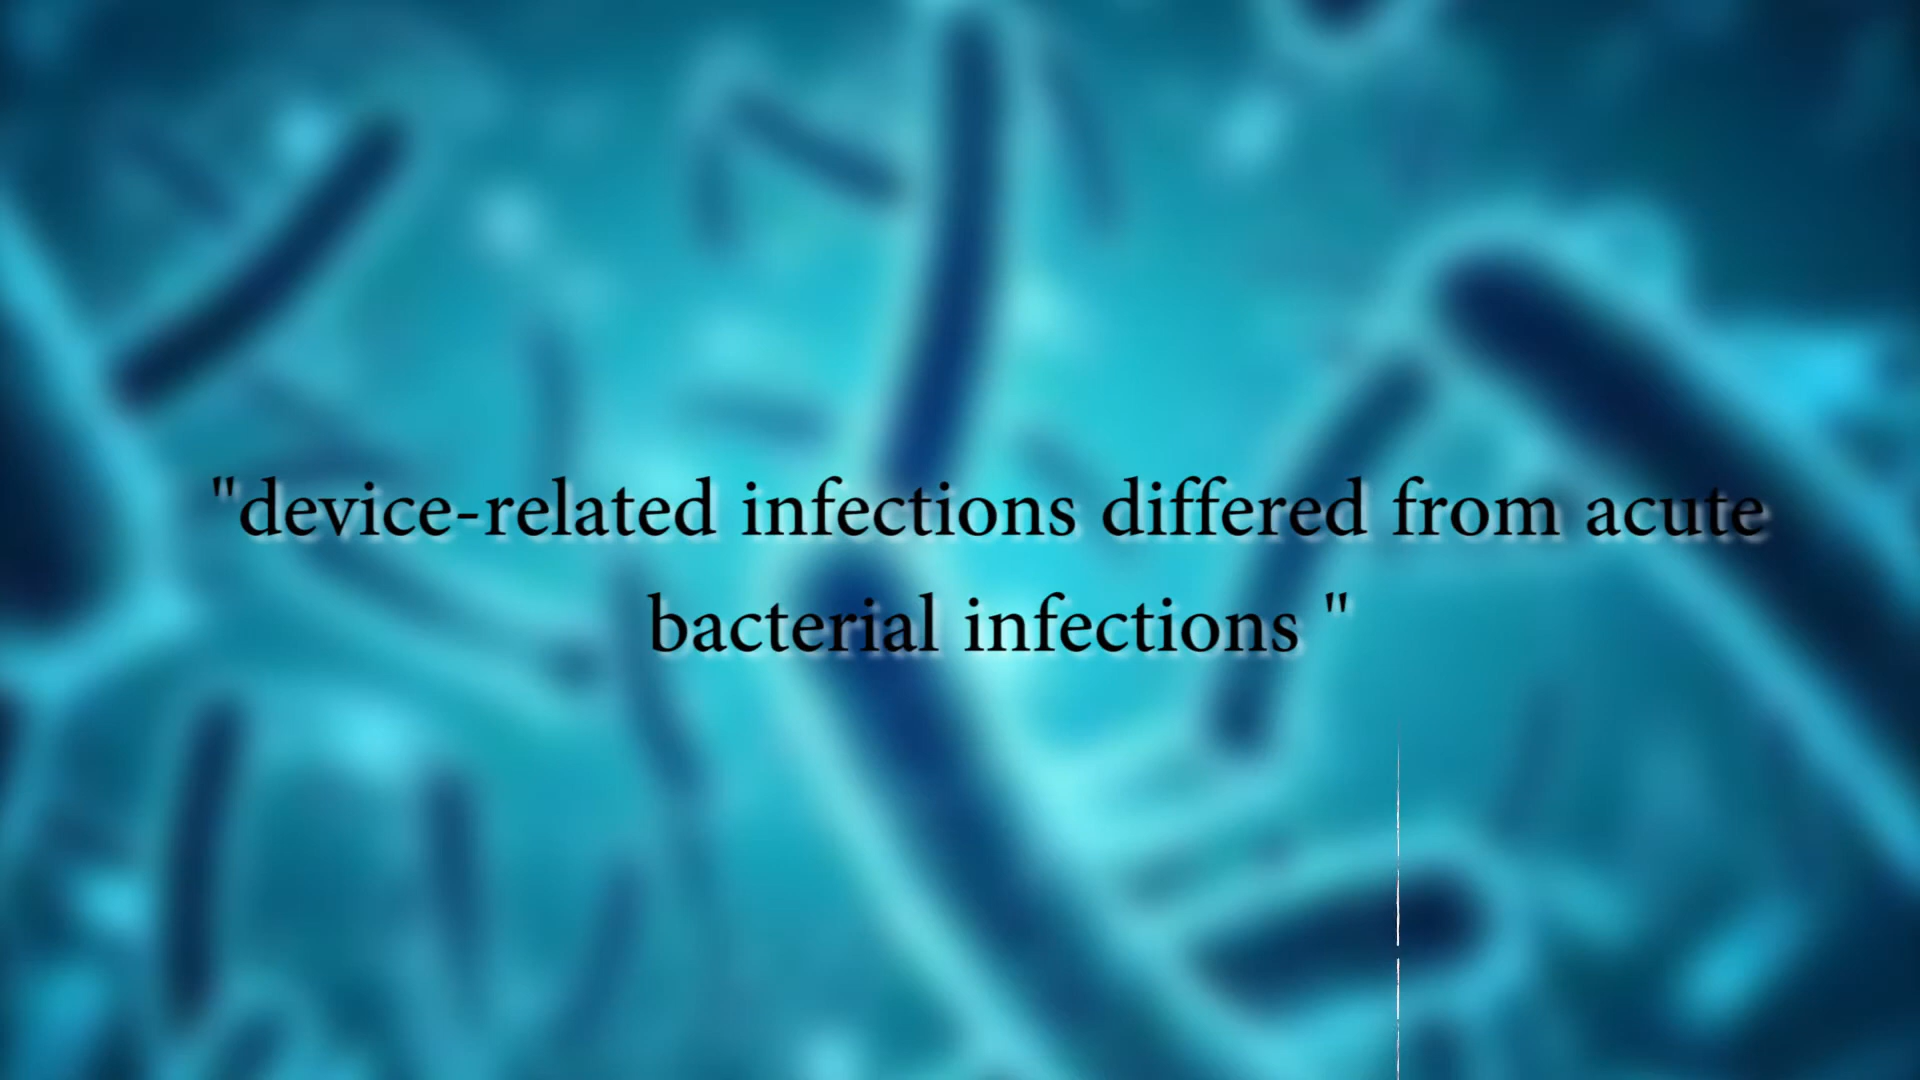 "device-related infections differed from acute
bacterial infections "